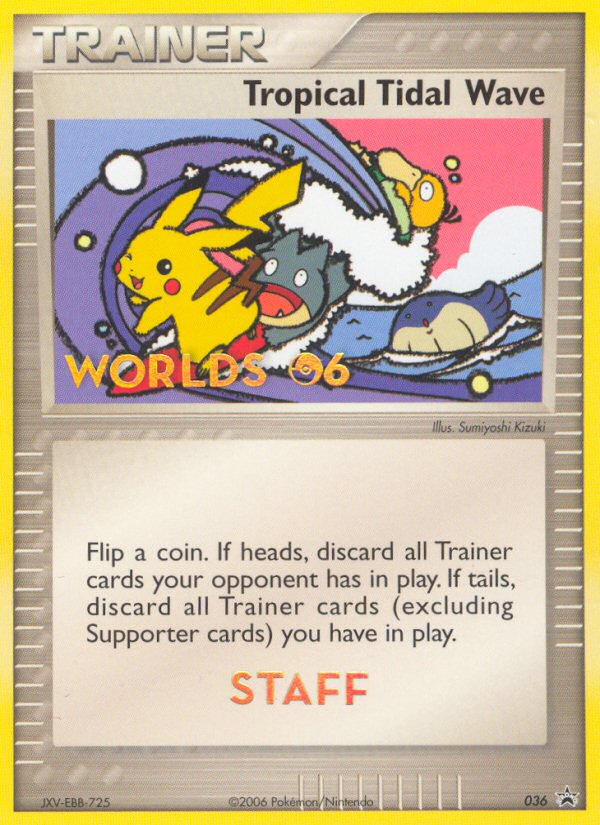 TRAINER
Tropical Tidal Wave
WORLDS 06
Illus. Sumiyoshi Kizuki
Flip a coin. If heads, discard all Trainer
cards your opponent has in play. If tails,
discard all Trainer cards (excluding
Supporter cards) you have in play.
STAFF
JXV-EBB-725
©2006 Pokémon/Nintendo
036